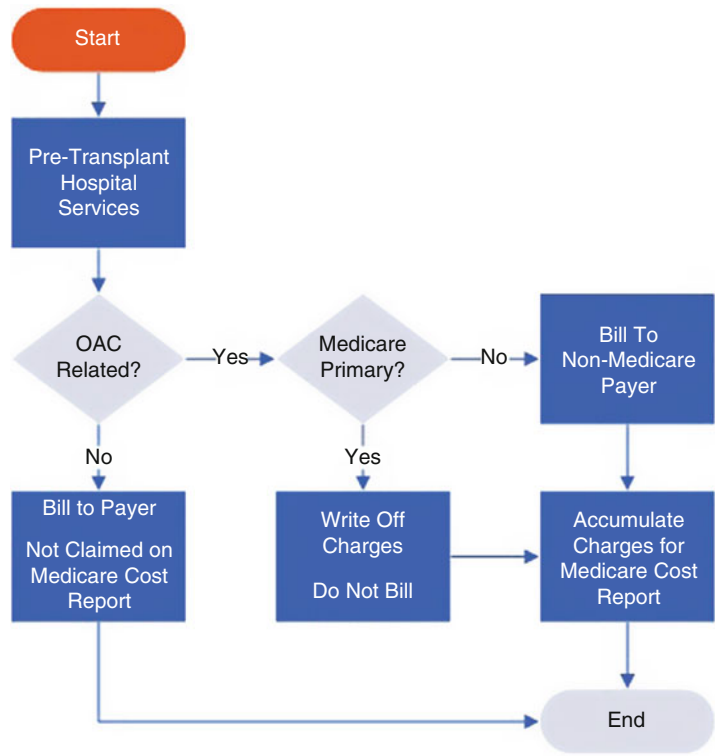 Start
Pre-Transplant
Hospital
Services
OAC
Related?
Yes
Medicare
Primary?
No
Bill To
Non-Medicare
Payer
No
Yes
Bill to Payer
Not Claimed on
Medicare Cost
Report
Write Off
Charges
Do Not Bill
Accumulate
Charges for
Medicare Cost
Report
End